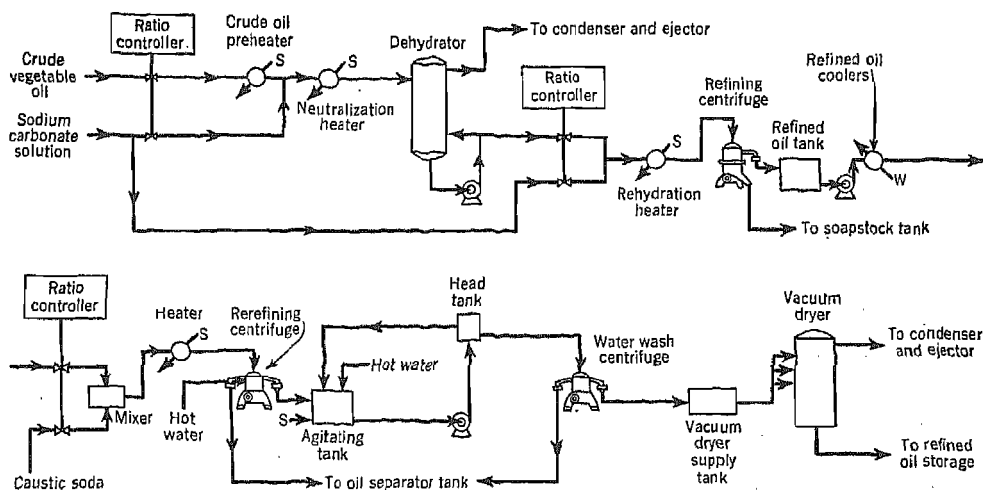 Ratio
controller
Crude oil
preheater
S
Crude
vegetable
oil
Sodium
carbonate
solution
S
Neutralization
heater
Dehydrator
To condenser and ejector
Ratio
controller
S
Rehydration
heater
Refining
centrifuge
Refined
oil tank
Refined oil
coolers
W
To soapstock tank
Ratio
controller
Mixer
Caustic soda
Heater
S
Rerefining
centrifuge
Hot
water
S
Hot water
Agitating
tank
Head
tank
Water wash
centrifuge
To oil separator tank
Vacuum
dryer
supply
tank
Vacuum
dryer
To condenser
and ejector
To refined
oil storage